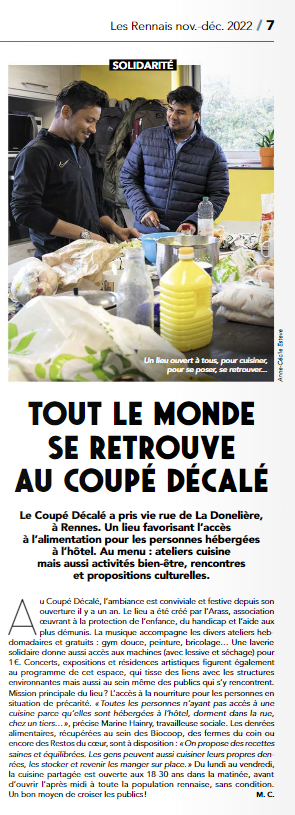 Les Rennais nov.-déc. 2022 / 7
SOLIDARITÉ
Un lieu ouvert à tous, pour cuisiner,
pour se poser, se retrouver...
Anne-Cécile Esteve
TOUT LE MONDE
SE RETROUVE
AU COUPÉ DÉCALÉ
Le Coupé Décalé a pris vie rue de La Donelière,
à Rennes. Un lieu favorisant l'accès
à l'alimentation pour les personnes hébergées
à l'hôtel. Au menu : ateliers cuisine
mais aussi activités bien-être, rencontres
et propositions culturelles.
Au Coupé Décalé, l'ambiance est conviviale et festive depuis son
ouverture il y a un an. Le lieu a été créé par l'Arass, association
œuvrant à la protection de l'enfance, du handicap et l'aide aux
plus démunis. La musique accompagne les divers ateliers heb-
domadaires et gratuits : gym douce, peinture, bricolage... Une laverie
solidaire donne aussi accès aux machines (avec lessive et séchage) pour
1 €. Concerts, expositions et résidences artistiques figurent également
au programme de cet espace, qui tisse des liens avec les structures
environnantes mais aussi au sein même des publics qui s'y rencontrent.
Mission principale du lieu ? L'accès à la nourriture pour les personnes en
situation de précarité. « Toutes les personnes n'ayant pas accès à une
cuisine parce qu'elles sont hébergées à l'hôtel, dorment dans la rue,
chez un tiers... », précise Marine Hairy, travailleuse sociale. Les denrées
alimentaires, récupérées au sein des Biocoop, des fermes du coin ou
encore des Restos du cœur, sont à disposition : « On propose des recettes
saines et équilibrées. Les gens peuvent aussi cuisiner leurs propres den-
rées, les stocker et revenir les manger sur place. » Du lundi au vendredi,
la cuisine partagée est ouverte aux 18-30 ans dans la matinée, avant
d'ouvrir l'après midi à toute la population rennaise, sans condition.
Un bon moyen de croiser les publics ! M. C.